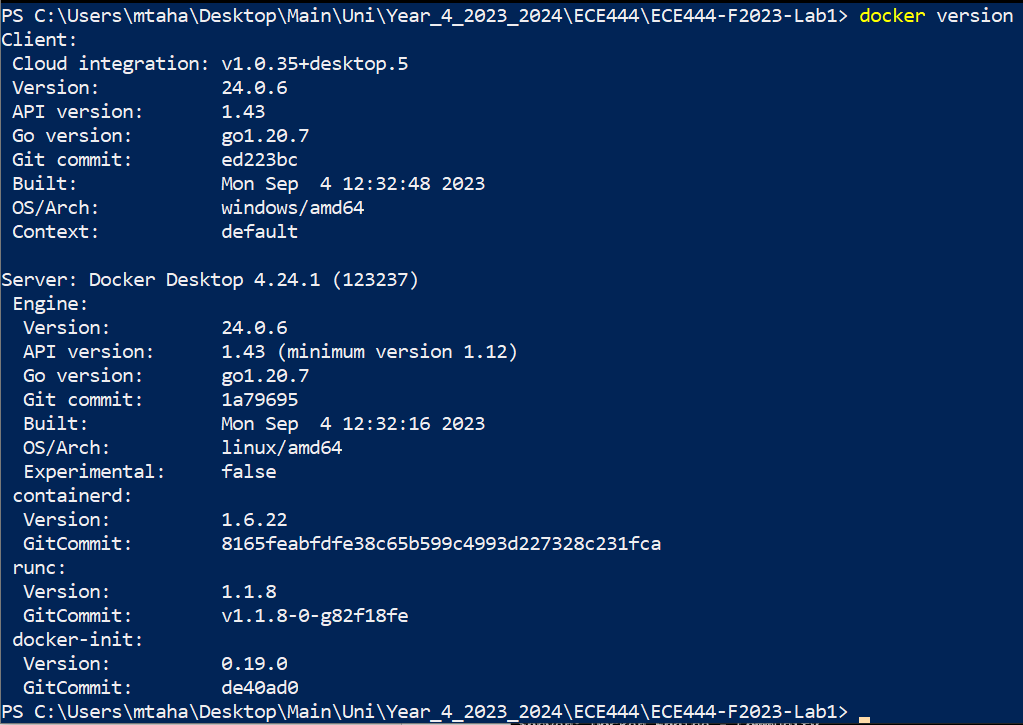 PS C:\Users\mtaha\Desktop\Main\Uni\Year_4_2023_2024\ECE444\ECE444-F2023-Lab1> docker version
Client:
 Cloud integration: v1.0.35+desktop.5
 Version:           24.0.6
 API version:       1.43
 Go version:        go1.20.7
 Git commit:        ed223bc
 Built:             Mon Sep  4 12:32:48 2023
 OS/Arch:           windows/amd64
 Context:           default

Server: Docker Desktop 4.24.1 (123237)
 Engine:
  Version:          24.0.6
  API version:      1.43 (minimum version 1.12)
  Go version:       go1.20.7
  Git commit:       1a79695
  Built:            Mon Sep  4 12:32:16 2023
  OS/Arch:          linux/amd64
  Experimental:     false
 containerd:
  Version:          1.6.22
  GitCommit:        8165feabfdfe38c65b599c4993d227328c231fca
 runc:
  Version:          1.1.8
  GitCommit:        v1.1.8-0-g82f18fe
 docker-init:
  Version:          0.19.0
  GitCommit:        de40ad0
PS C:\Users\mtaha\Desktop\Main\Uni\Year_4_2023_2024\ECE444\ECE444-F2023-Lab1>